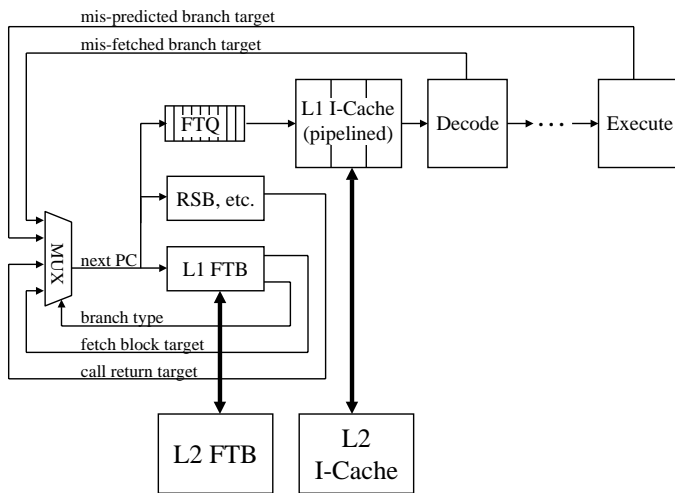 mis-predicted branch target
mis-fetched branch target
FTQ
L1 I-Cache
(pipelined)
Decode
...
Execute
RSB, etc.
MUX
next PC
L1 FTB
branch type
fetch block target
call return target
L2 FTB
L2
I-Cache